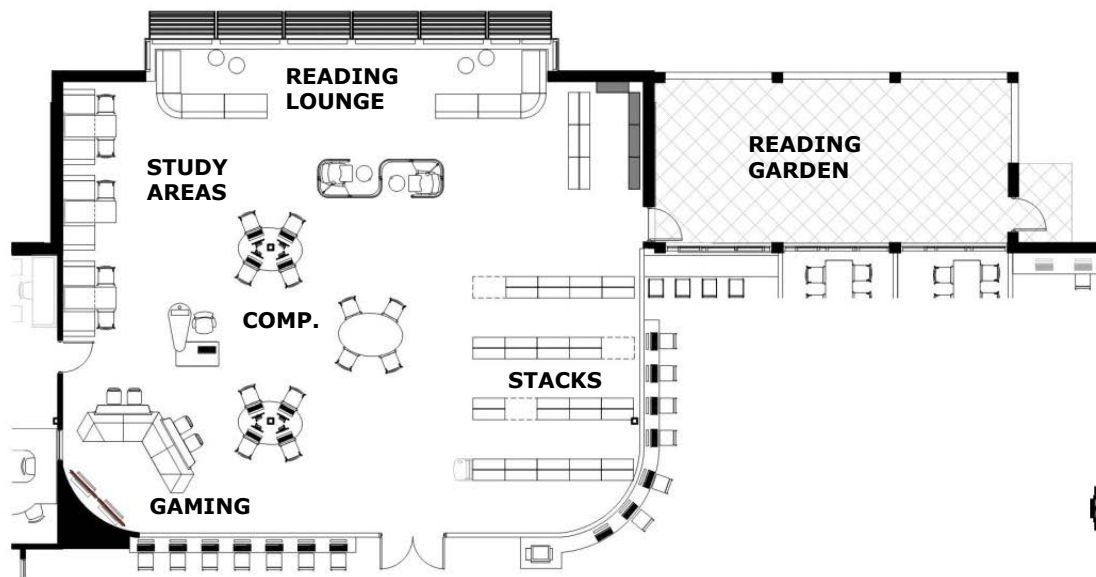 READING
LOUNGE
READING
GARDEN
STUDY
AREAS
COMP.
STACKS
GAMING